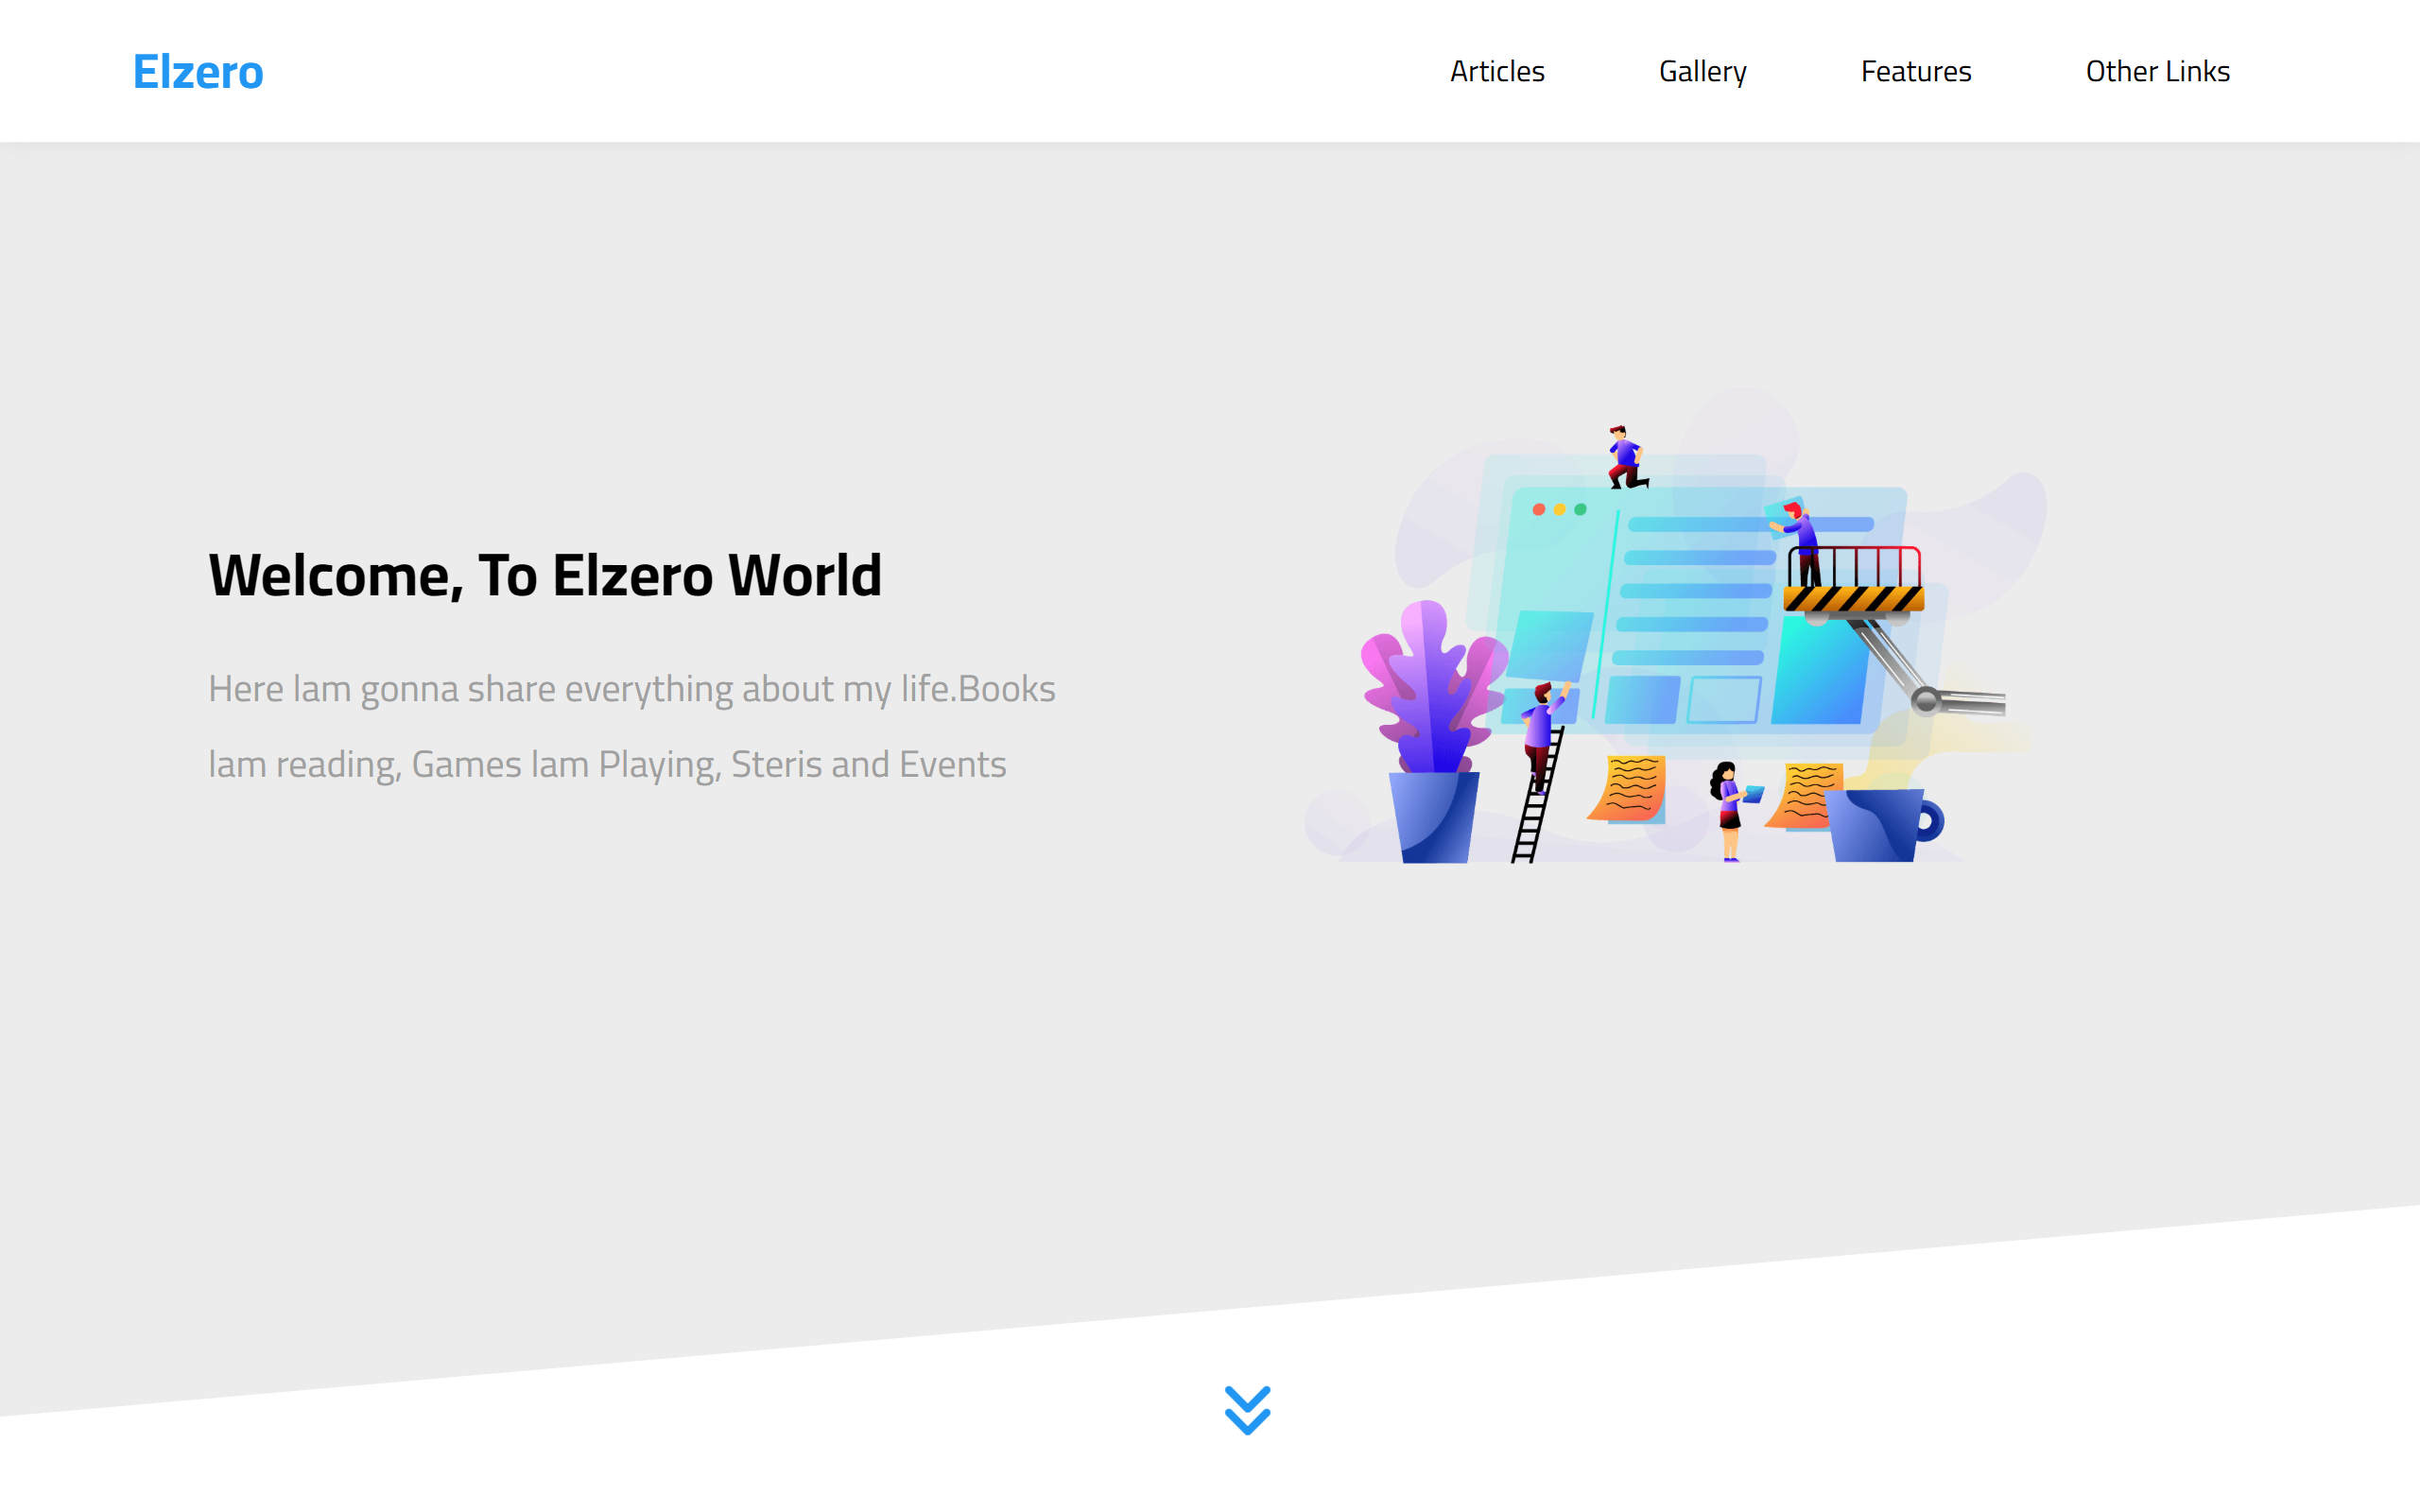 Elzero
Articles
Gallery
Features
Other Links
Welcome, To Elzero World
Here Iam gonna share everything about my life.Books
Iam reading, Games Iam Playing, Steris and Events